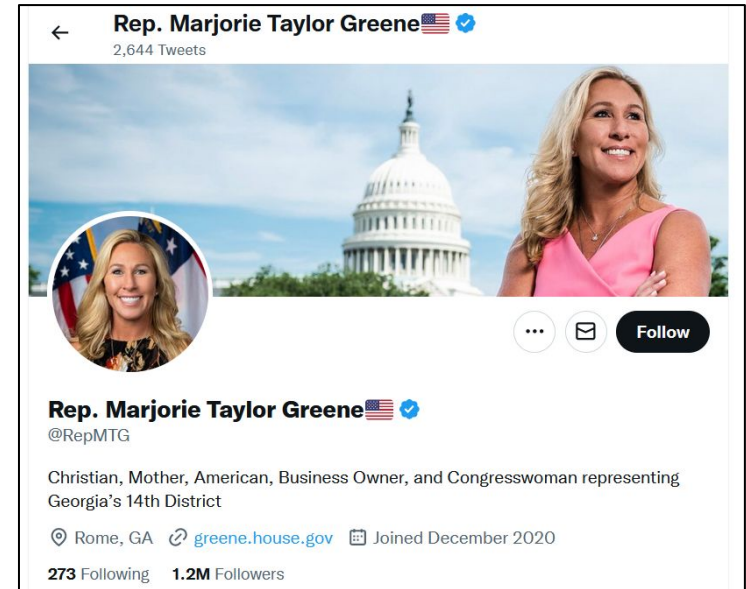 Rep. Marjorie Taylor Greene🇺🇸
2,644 Tweets
Follow
Rep. Marjorie Taylor Greene🇺🇸
@RepMTG
Christian, Mother, American, Business Owner, and Congresswoman representing
Georgia's 14th District
Rome, GA greene.house.gov Joined December 2020
273 Following 1.2M Followers